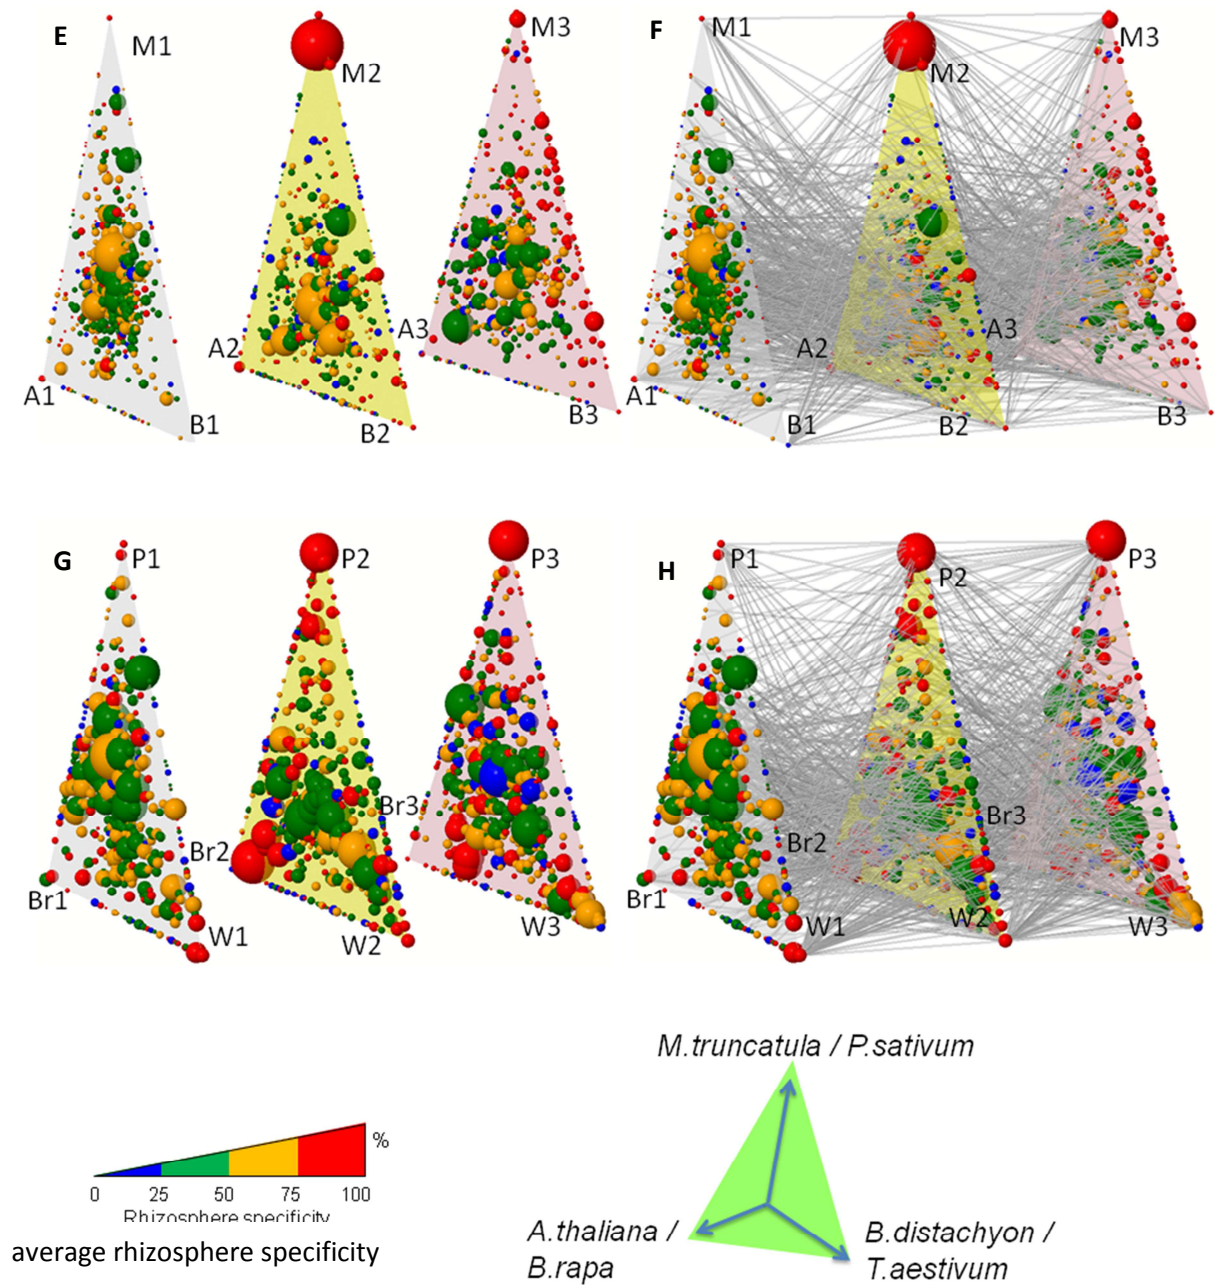 E
M1
M2
M3
A1
B1
A2
B2
A3
B3
F
M1
M2
M3
A1
B1
A2
B2
A3
B3
G
P1
P2
P3
Br1
W1
Br2
W2
Br3
W3
H
P1
P2
P3
Br1
W1
Br2
W2
Br3
W3
%
0 25 50 75 100
Rhizosphere specificity
average rhizosphere specificity
M.truncatula / P.sativum
A.thaliana /
B.rapa
B.distachyon /
T.aestivum